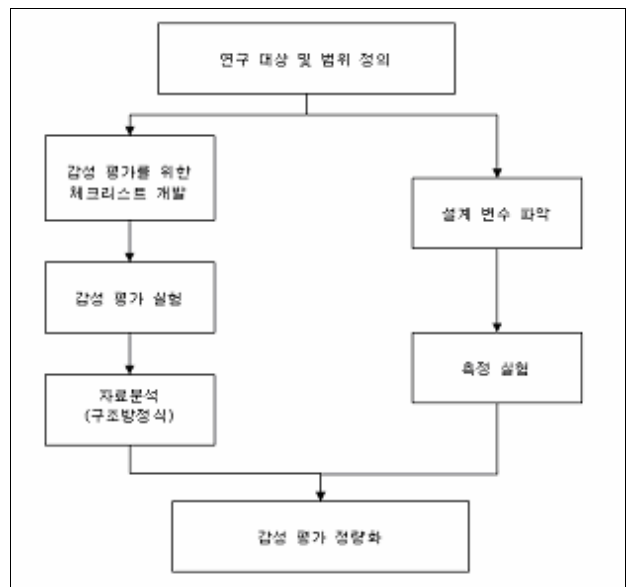 연구 대상 및 범위 정의
감성 평가를 위한
체크리스트 개발
설계 변수 파악
감성 평가 실험
측정 실험
자료분석
(구조방정식)
감성 평가 정량화